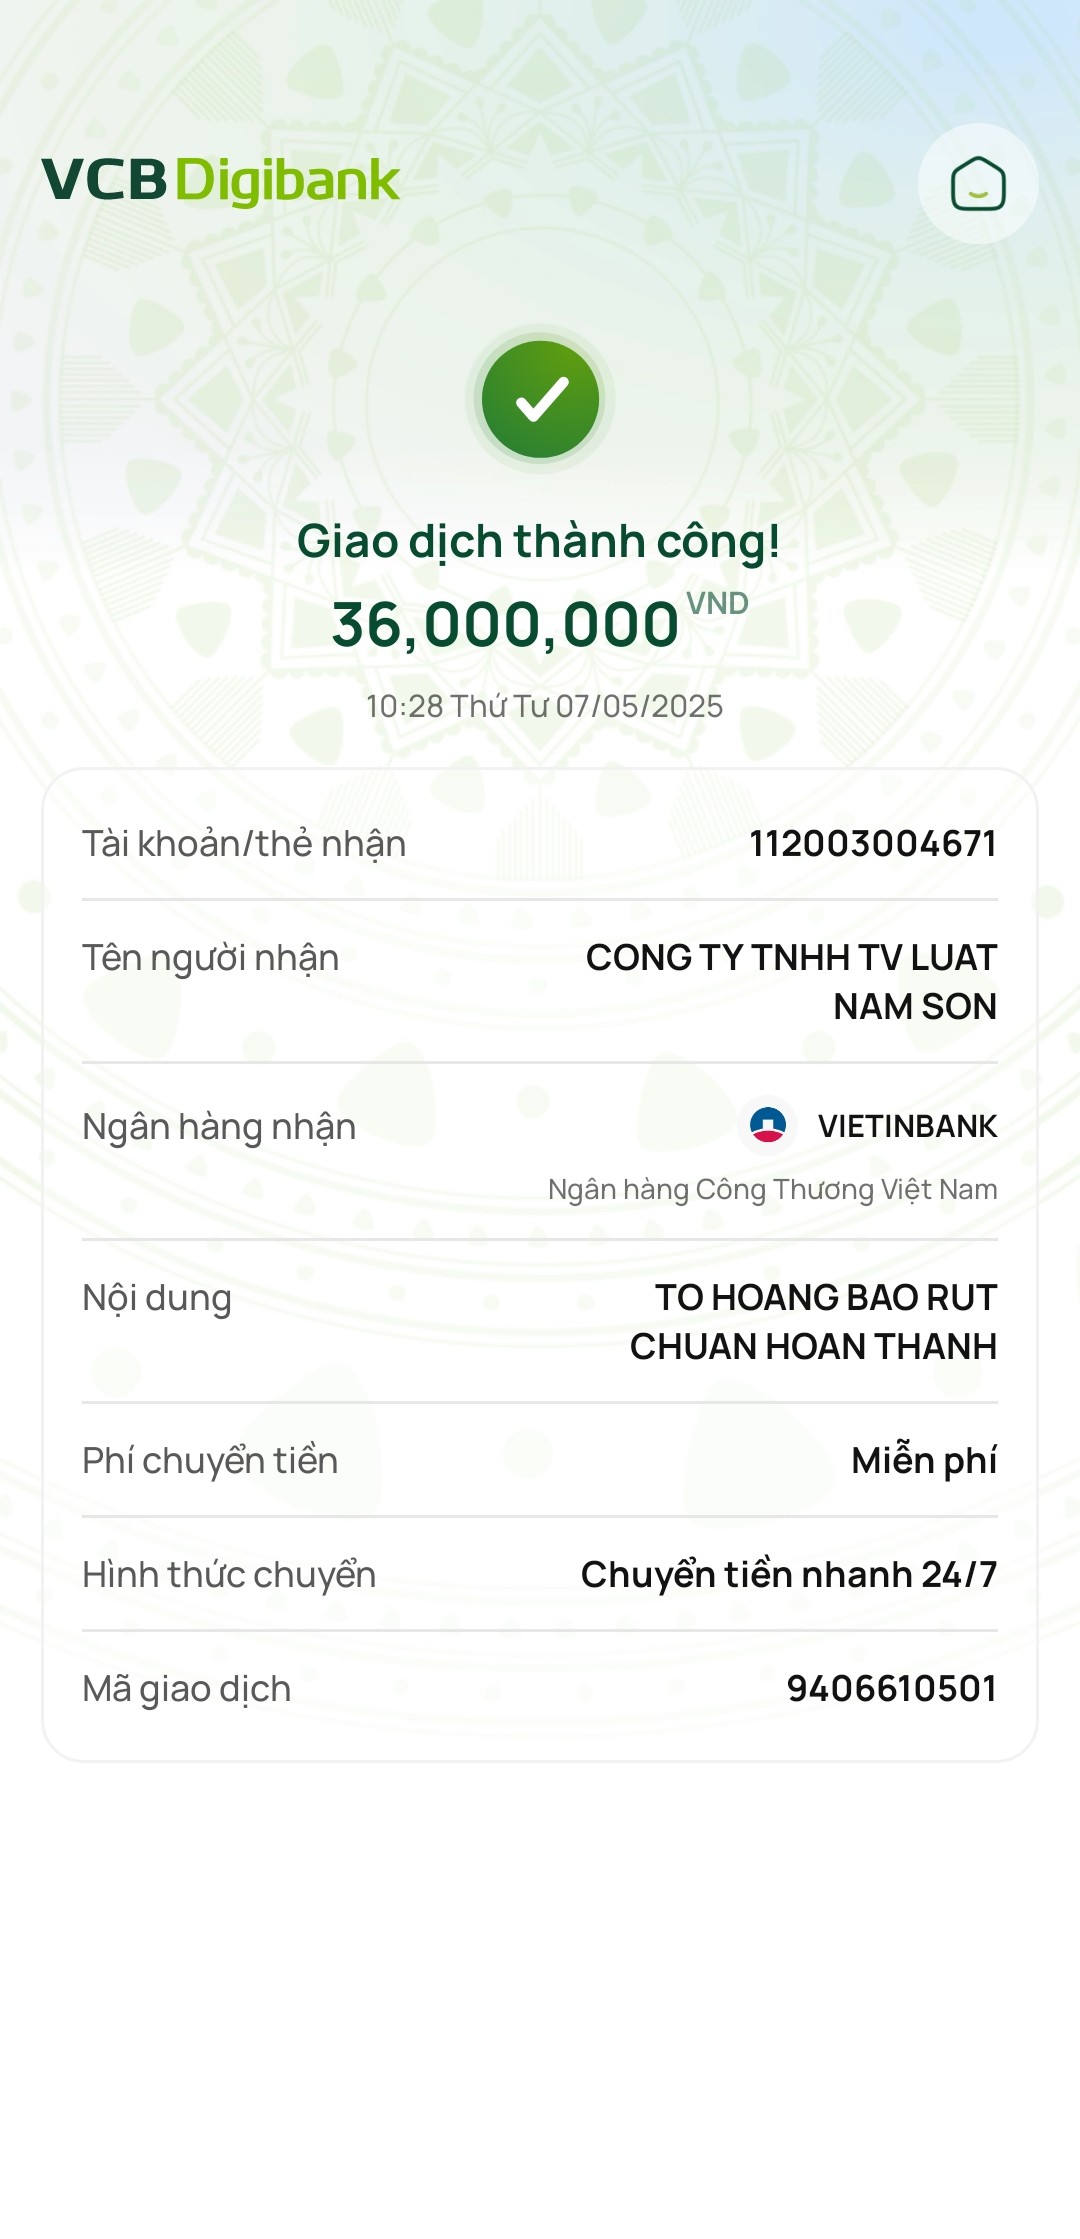 VCB Digibank
Giao dịch thành công!
36,000,000 VND
10:28 Thứ Tư 07/05/2025
Tài khoản/thẻ nhận 112003004671
Tên người nhận CONG TY TNHH TV LUAT
NAM SON
Ngân hàng nhận VIETINBANK
Ngân hàng Công Thương Việt Nam
Nội dung TO HOANG BAO RUT
CHUAN HOAN THANH
Phí chuyển tiền Miễn phí
Hình thức chuyển Chuyển tiền nhanh 24/7
Mã giao dịch 9406610501